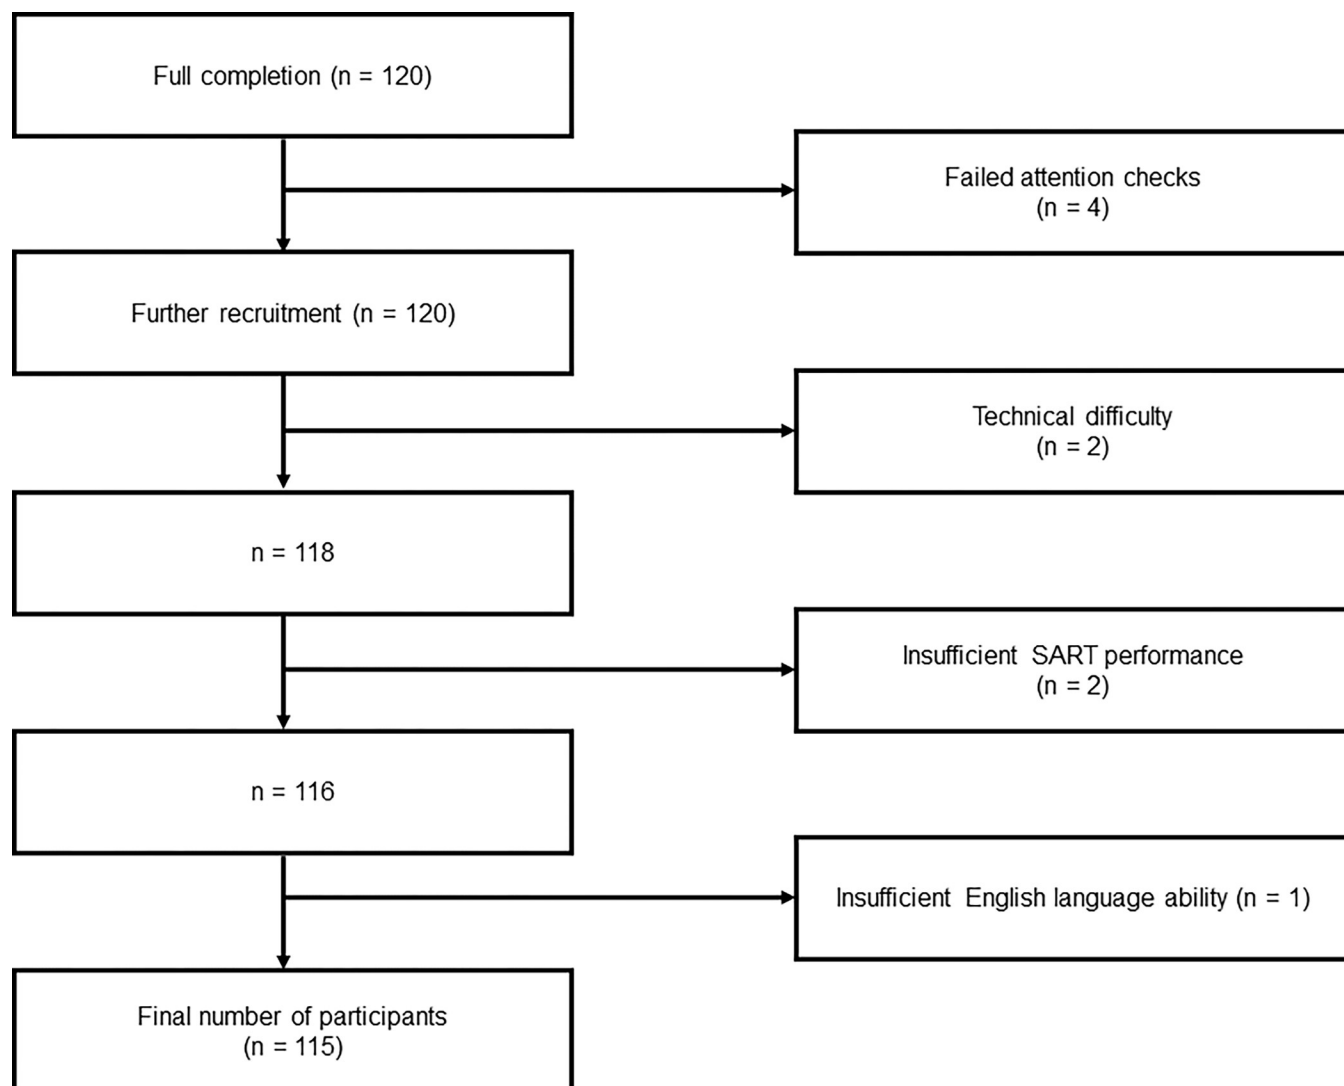 Full completion (n = 120)
Failed attention checks
(n = 4)
Further recruitment (n = 120)
Technical difficulty
(n = 2)
n = 118
Insufficient SART performance
(n = 2)
n = 116
Insufficient English language ability (n = 1)
Final number of participants
(n = 115)